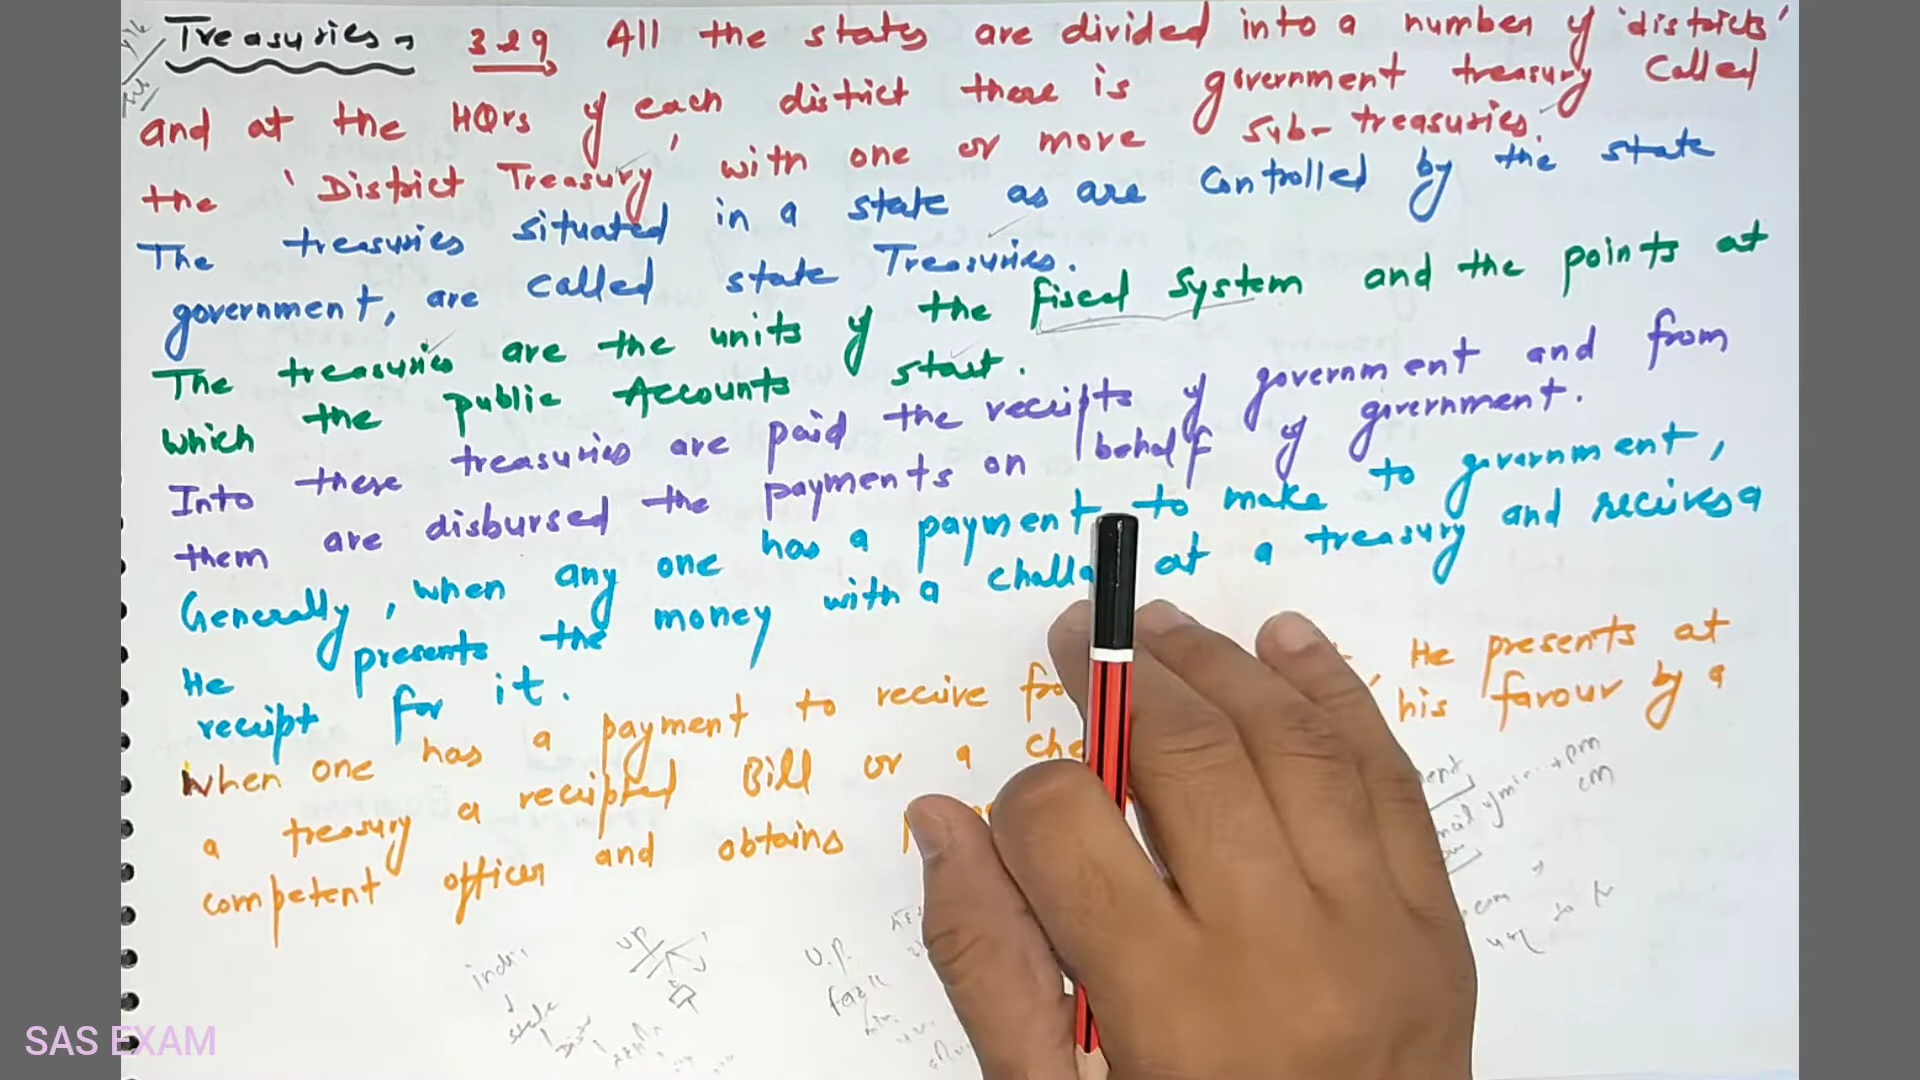 Treasuries → 329 All the states are divided into a number of 'districts'
and at the HQrs of each district there is government treasury called
the 'District Treasury' with one or more sub-treasuries.
The treasuries situated in a state as are controlled by the state
government, are called state Treasuries.
The treasuries are the units of the fiscal system and the points at
which the public Accounts start.
Into these treasuries are paid the receipts of government and from
them are disbursed the payments on behalf of government.
Generally, when any one has a payment to make to government,
He presents the money with a challa at a treasury and recives a
receipt for it.
When one has a payment to recive fro He presents at
a treasury a receipted Bill or a che his favour by a
competent officer and obtains
U.P.
state
SAS EXAM